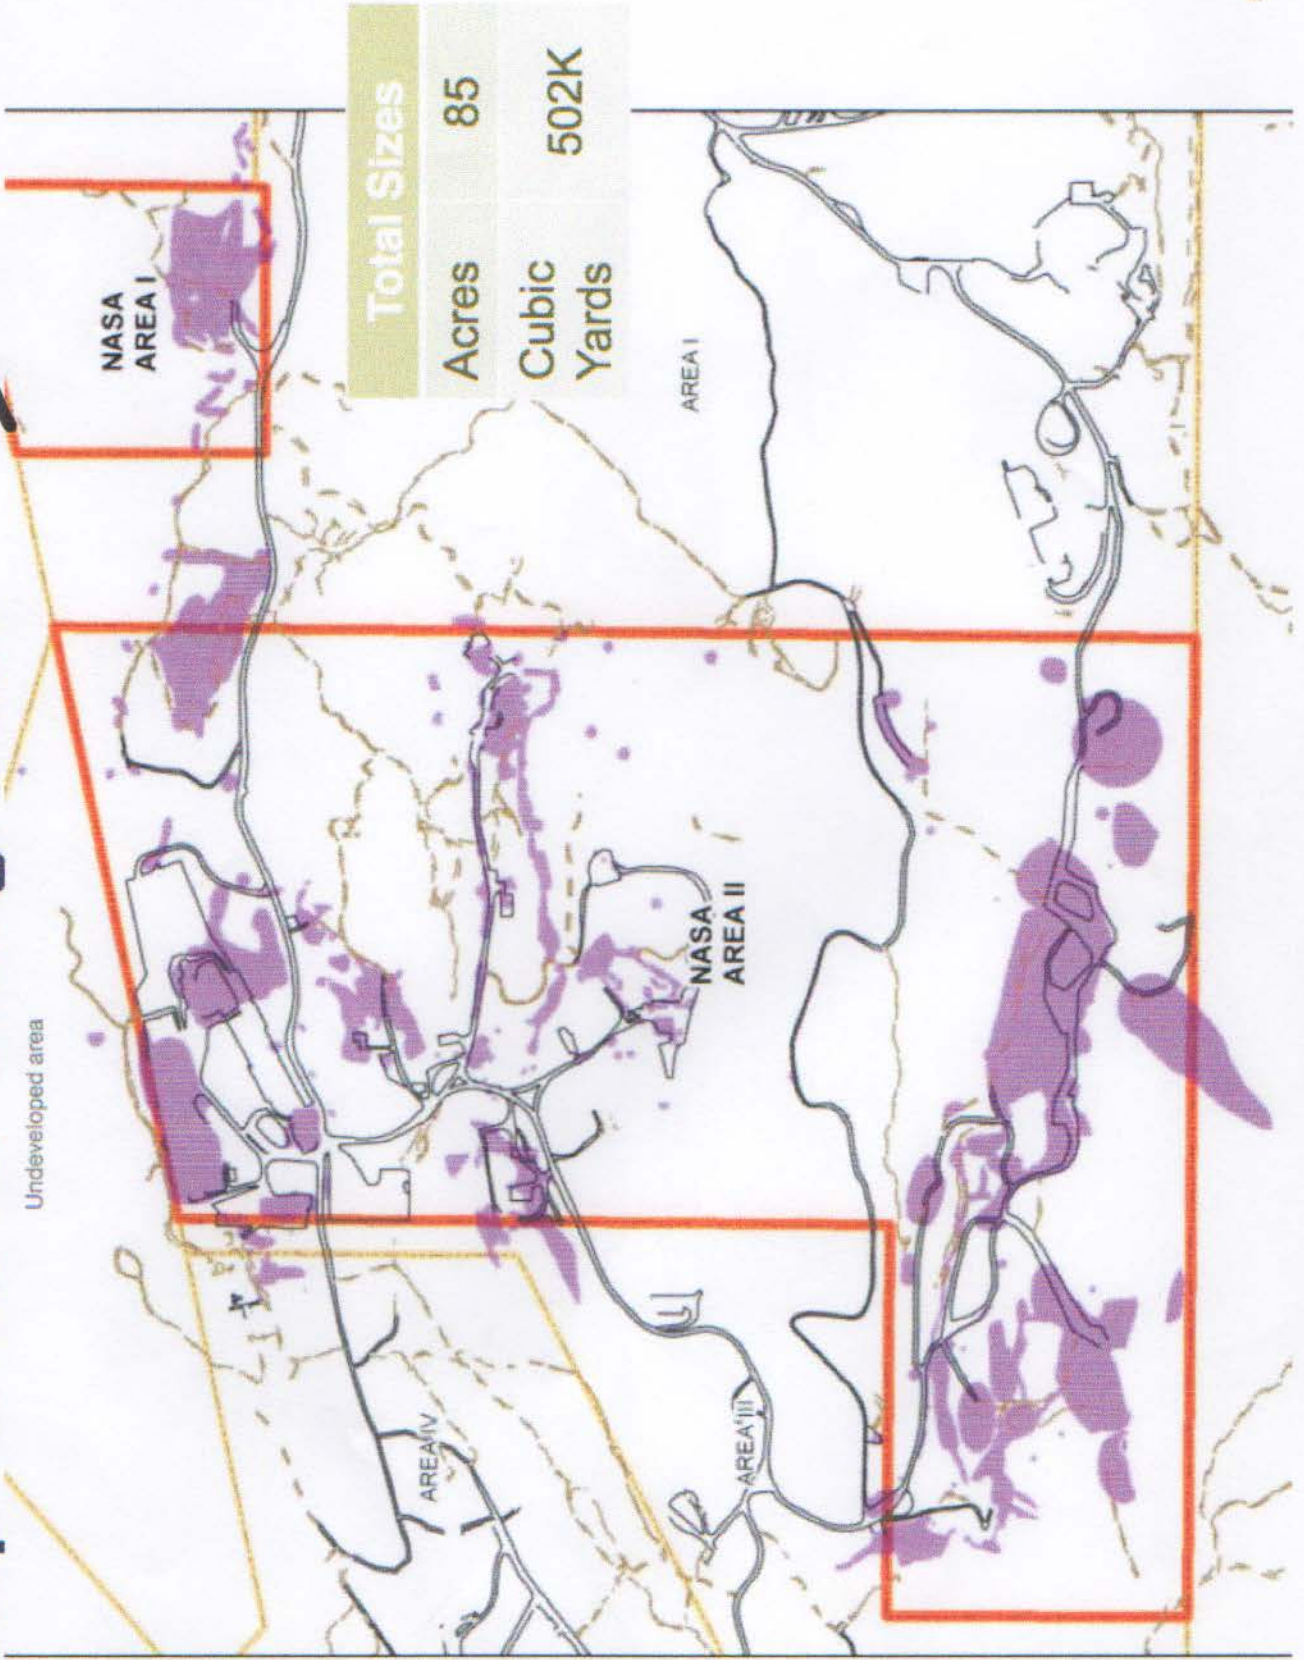 Undeveloped area
NASA
AREA I
Total Sizes
Acres 85
Cubic 502K
Yards
AREA I
NASA
AREA II
AREA IV
AREA III